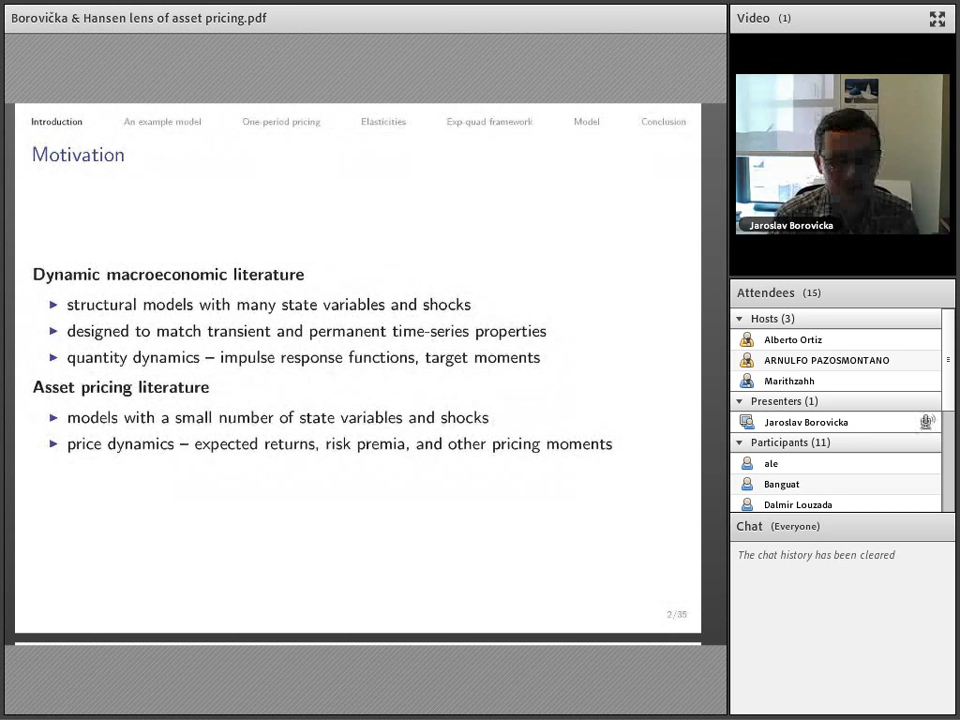 Borovička & Hansen lens of asset pricing.pdf
Introduction An example model One-period pricing Elasticities Exp-quad framework Model Conclusion
Motivation
Dynamic macroeconomic literature
► structural models with many state variables and shocks
► designed to match transient and permanent time-series properties
► quantity dynamics – impulse response functions, target moments
Asset pricing literature
► models with a small number of state variables and shocks
► price dynamics – expected returns, risk premia, and other pricing moments
2/35
Video (1)
Jaroslav Borovicka
Attendees (15)
Hosts (3)
Alberto Ortiz
ARNULFO PAZOSMONTANO
Marithzahh
Presenters (1)
Jaroslav Borovicka
Participants (11)
ale
Banguat
Dalmir Louzada
Chat (Everyone)
The chat history has been cleared